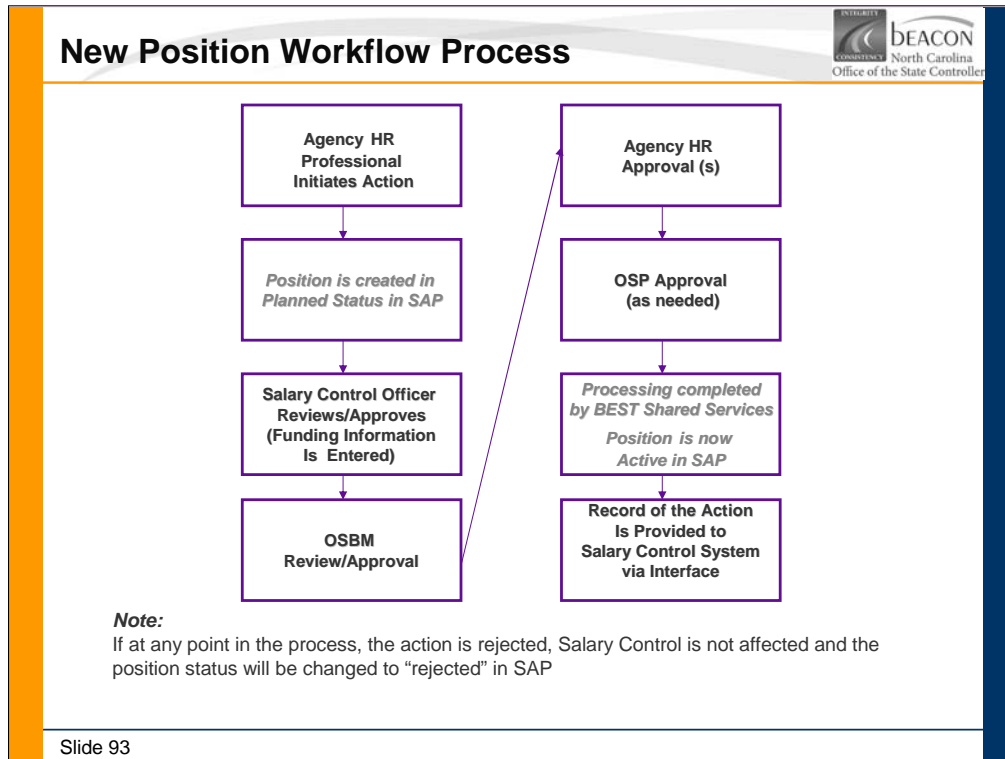 New Position Workflow Process
INTEGRITY
CONSISTENCY
bEACON
North Carolina
Office of the State Controller
Agency HR
Professional
Initiates Action
Position is created in
Planned Status in SAP
Salary Control Officer
Reviews/Approves
(Funding Information
Is Entered)
OSBM
Review/Approval
Agency HR
Approval (s)
OSP Approval
(as needed)
Processing completed
by BEST Shared Services
Position is now
Active in SAP
Record of the Action
Is Provided to
Salary Control System
via Interface
Note:
If at any point in the process, the action is rejected, Salary Control is not affected and the
position status will be changed to “rejected” in SAP
Slide 93